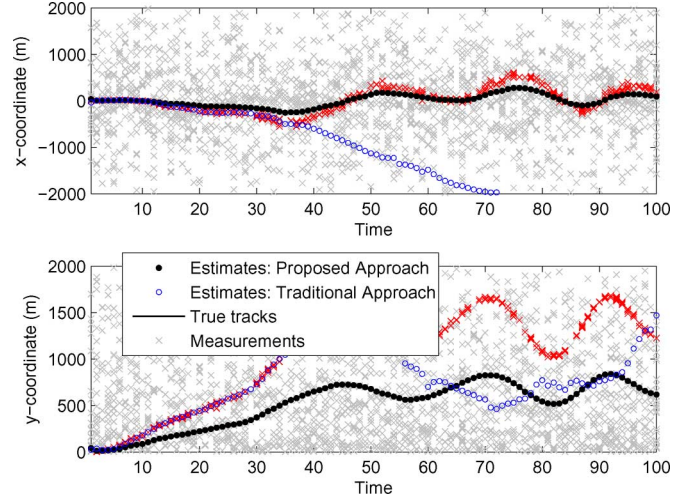 2000
1000
0
−1000
−2000
x−coordinate (m)
10 20 30 40 50 60 70 80 90 100
Time
2000
1500
1000
500
0
y−coordinate (m)
Estimates: Proposed Approach
Estimates: Traditional Approach
True tracks
Measurements
10 20 30 40 50 60 70 80 90 100
Time